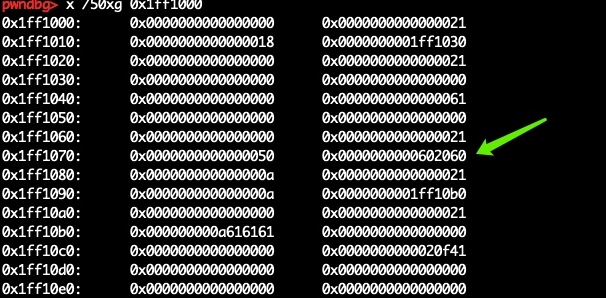 pwndbg> x /50xg 0x1ff1000
0x1ff1000: 0x0000000000000000 0x0000000000000021
0x1ff1010: 0x0000000000000018 0x0000000001ff1030
0x1ff1020: 0x0000000000000000 0x0000000000000021
0x1ff1030: 0x0000000000000000 0x0000000000000000
0x1ff1040: 0x0000000000000000 0x0000000000000061
0x1ff1050: 0x0000000000000000 0x0000000000000000
0x1ff1060: 0x0000000000000000 0x0000000000000021
0x1ff1070: 0x0000000000000050 0x0000000000602060
0x1ff1080: 0x000000000000000a 0x0000000000000021
0x1ff1090: 0x000000000000000a 0x0000000001ff10b0
0x1ff10a0: 0x0000000000000000 0x0000000000000021
0x1ff10b0: 0x000000000a616161 0x0000000000000000
0x1ff10c0: 0x0000000000000000 0x0000000000020f41
0x1ff10d0: 0x0000000000000000 0x0000000000000000
0x1ff10e0: 0x0000000000000000 0x0000000000000000